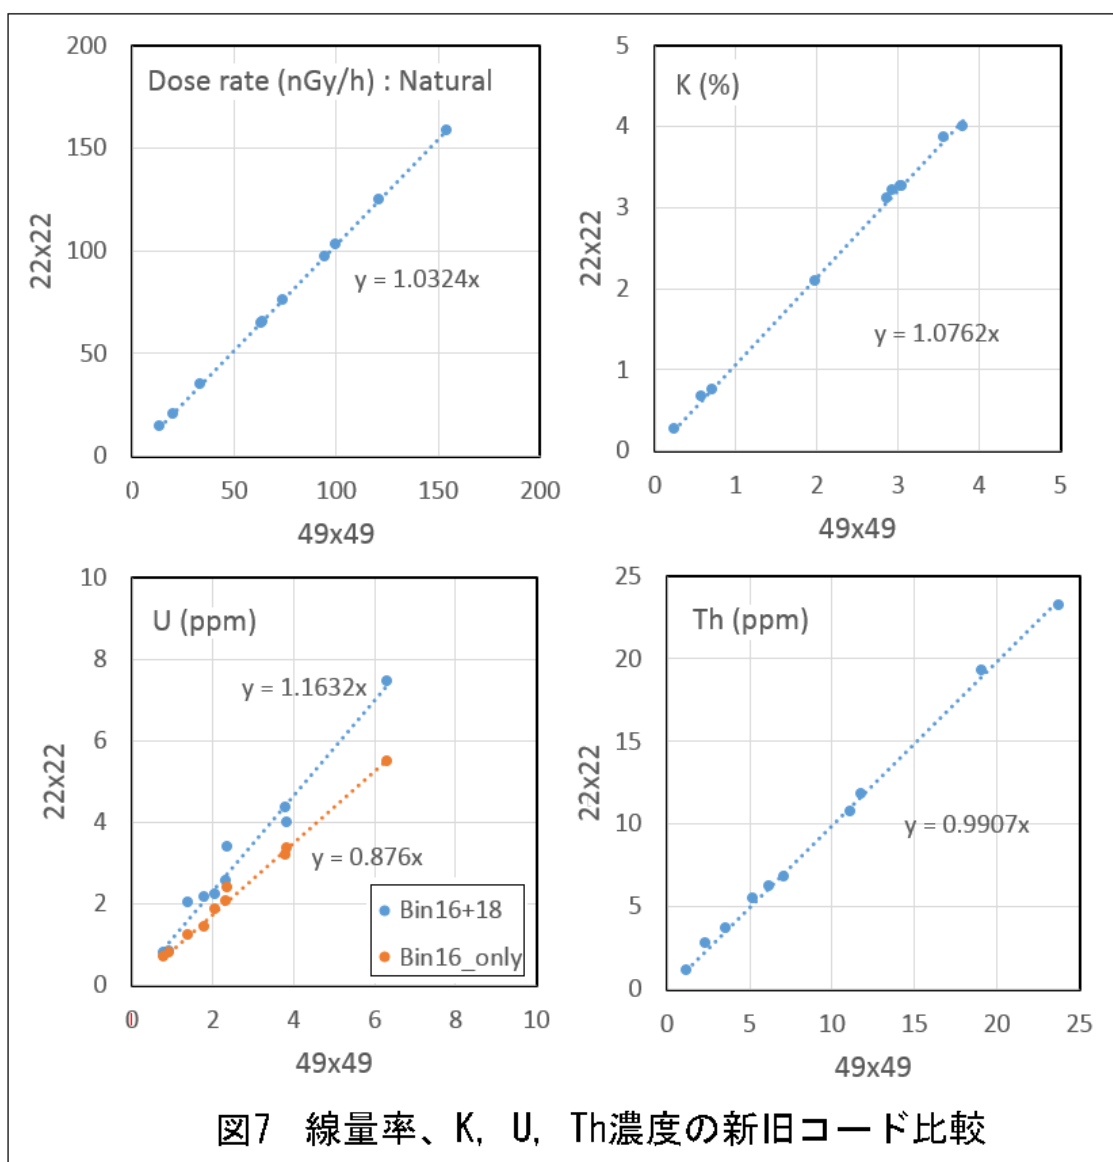 Dose rate (nGy/h) : Natural
200
150
100
50
0
22x22
y = 1.0324x
0 50 100 150 200
49x49
K (%)
5
4
3
2
1
0
22x22
y = 1.0762x
0 1 2 3 4 5
49x49
U (ppm)
10
8
6
4
2
0
22x22
y = 1.1632x
y = 0.876x
Bin16+18
Bin16_only
0 2 4 6 8 10
49x49
Th (ppm)
25
20
15
10
5
0
22x22
y = 0.9907x
0 5 10 15 20 25
49x49
図7 線量率、K, U, Th濃度の新旧コード比較